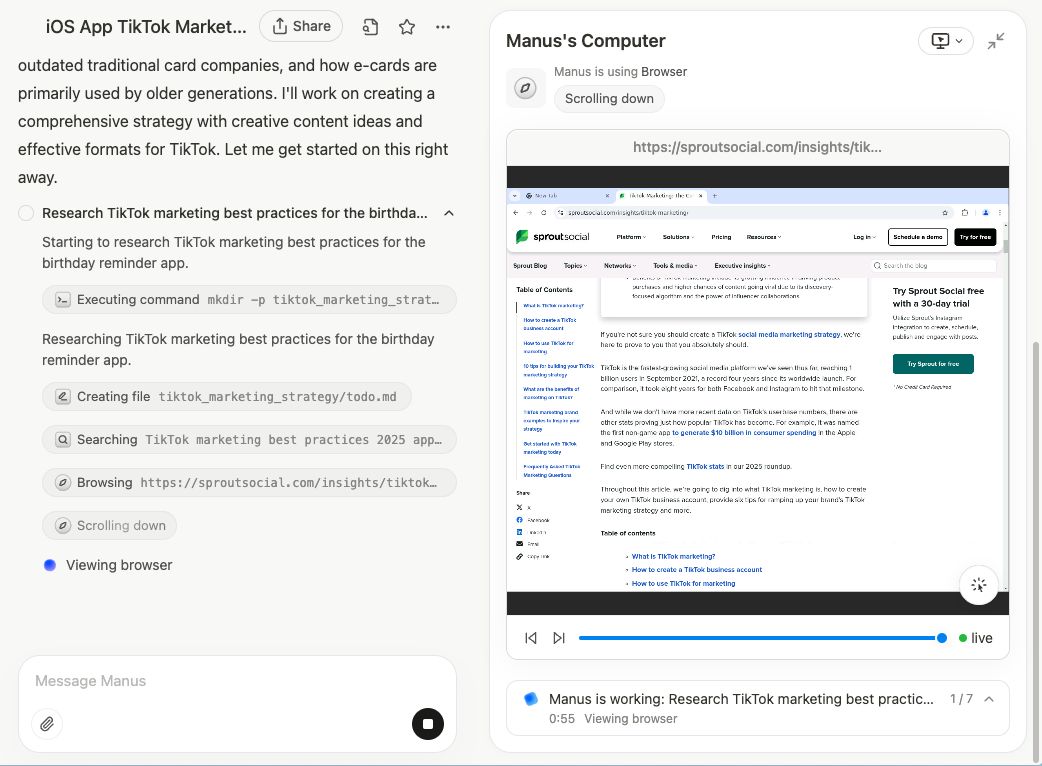 iOS App TikTok Market...
Share
outdated traditional card companies, and how e-cards are
primarily used by older generations. I'll work on creating a
comprehensive strategy with creative content ideas and
effective formats for TikTok. Let me get started on this right
away.
Research TikTok marketing best practices for the birthda...
Starting to research TikTok marketing best practices for the
birthday reminder app.
Executing command mkdir -p tiktok_marketing_strat...
Researching TikTok marketing best practices for the birthday
reminder app.
Creating file tiktok_marketing_strategy/todo.md
Searching TikTok marketing best practices 2025 app...
Browsing https://sproutsocial.com/insights/tiktok...
Scrolling down
Viewing browser
Message Manus
Manus's Computer
Manus is using Browser
Scrolling down
https://sproutsocial.com/insights/tik...
New Tab
TikTok Marketing: The Co
sproutsocial.com/insights/tiktok-marketing/
sproutsocial
Platform
Solutions
Pricing
Resources
Log in
Schedule a demo
Try for free
Sprout Blog
Topics
Networks
Tools & media
Executive insights
Search the blog
Table of Contents
What is TikTok marketing?
How to create a TikTok
business account
How to use TikTok for
marketing
10 tips for building your TikTok
marketing strategy
What are the benefits of
marketing on TikTok?
TikTok marketing brand
examples to inspire your
strategy
Get started with TikTok
marketing today
Frequently Asked TikTok
Marketing Questions
Share
X
Facebook
LinkedIn
Email
Copy Link
purchases and higher chances of content going viral due to its discovery-
focused algorithm and the power of influencer collaborations.
If you're not sure you should create a TikTok social media marketing strategy, we're
here to prove to you that you absolutely should.
TikTok is the fastest-growing social media platform we've seen thus far, reaching 1
billion users in September 2021, a record four years since its worldwide launch. For
comparison, it took eight years for both Facebook and Instagram to hit that milestone.
And while we don't have more recent data on TikTok's userbase numbers, there are
other stats proving just how popular TikTok has become. For example, it was named
the first non-game app to generate $10 billion in consumer spending in the Apple
and Google Play stores.
Find even more compelling TikTok stats in our 2025 roundup.
Throughout this article, we're going to dig into what TikTok marketing is, how to create
your own TikTok business account, provide six tips for ramping up your brand's TikTok
marketing strategy and more.
Table of contents
What is TikTok marketing?
How to create a TikTok business account
How to use TikTok for marketing
Try Sprout Social free
with a 30-day trial
Utilize Sprout's Instagram
integration to create, schedule,
publish and engage with posts.
Try Sprout for free
*No Credit Card Required
live
Manus is working: Research TikTok marketing best practic...
1 / 7
0:55 Viewing browser